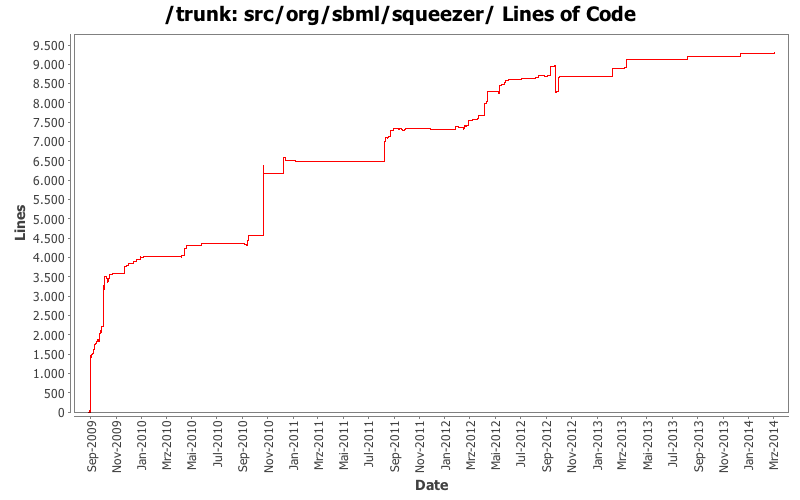 /trunk: src/org/sbml/squeezer/ Lines of Code
9.500
9.000
8.500
8.000
7.500
7.000
6.500
6.000
5.500
5.000
4.500
4.000
3.500
3.000
2.500
2.000
1.500
1.000
500
0
Lines
Sep-2009
Nov-2009
Jan-2010
Mrz-2010
Mai-2010
Jul-2010
Sep-2010
Nov-2010
Jan-2011
Mrz-2011
Mai-2011
Jul-2011
Sep-2011
Nov-2011
Jan-2012
Mrz-2012
Mai-2012
Jul-2012
Sep-2012
Nov-2012
Jan-2013
Mrz-2013
Mai-2013
Jul-2013
Sep-2013
Nov-2013
Jan-2014
Mrz-2014
Date